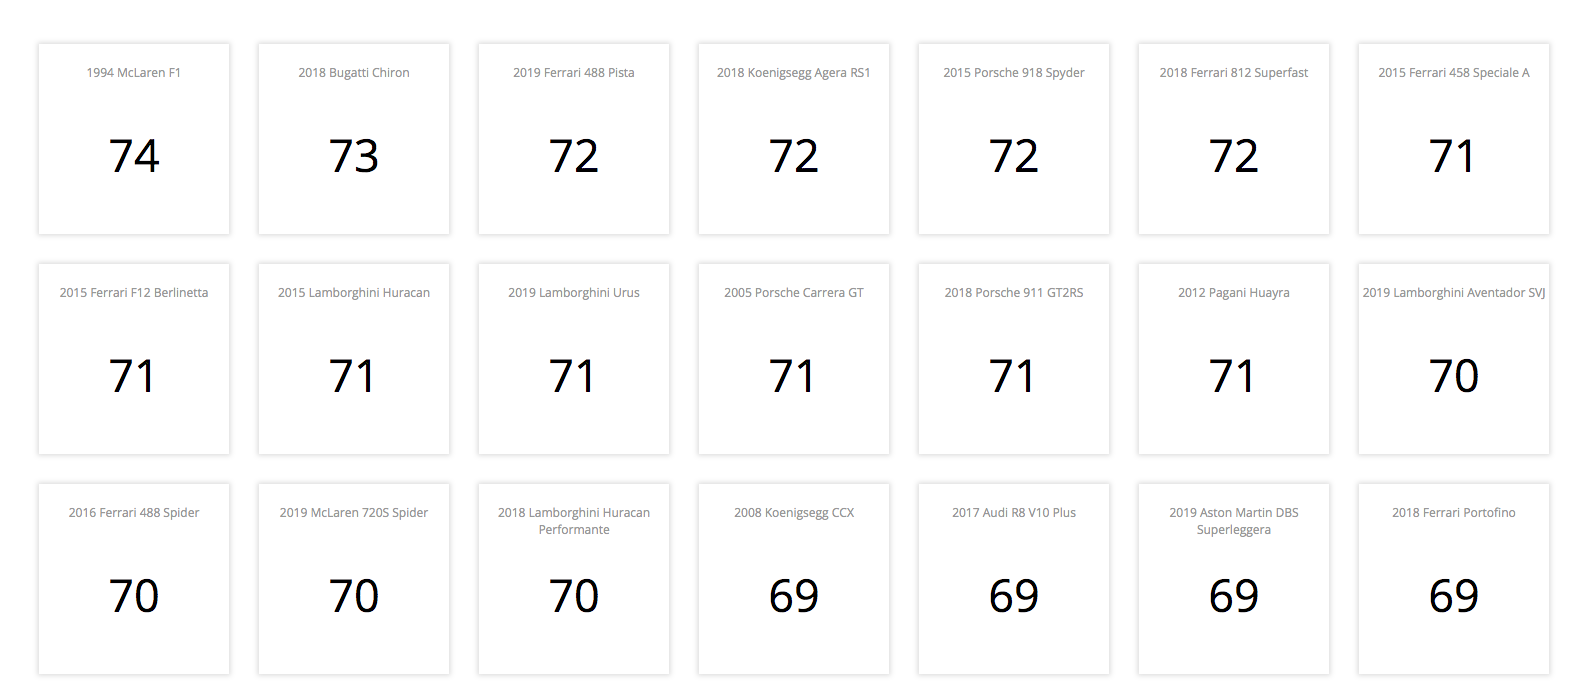 1994 McLaren F1
74
2018 Bugatti Chiron
73
2019 Ferrari 488 Pista
72
2018 Koenigsegg Agera RS1
72
2015 Porsche 918 Spyder
72
2018 Ferrari 812 Superfast
72
2015 Ferrari 458 Speciale A
71
2015 Ferrari F12 Berlinetta
71
2015 Lamborghini Huracan
71
2019 Lamborghini Urus
71
2005 Porsche Carrera GT
71
2018 Porsche 911 GT2RS
71
2012 Pagani Huayra
71
2019 Lamborghini Aventador SVJ
70
2016 Ferrari 488 Spider
70
2019 McLaren 720S Spider
70
2018 Lamborghini Huracan
Performante
70
2008 Koenigsegg CCX
69
2017 Audi R8 V10 Plus
69
2019 Aston Martin DBS
Superleggera
69
2018 Ferrari Portofino
69